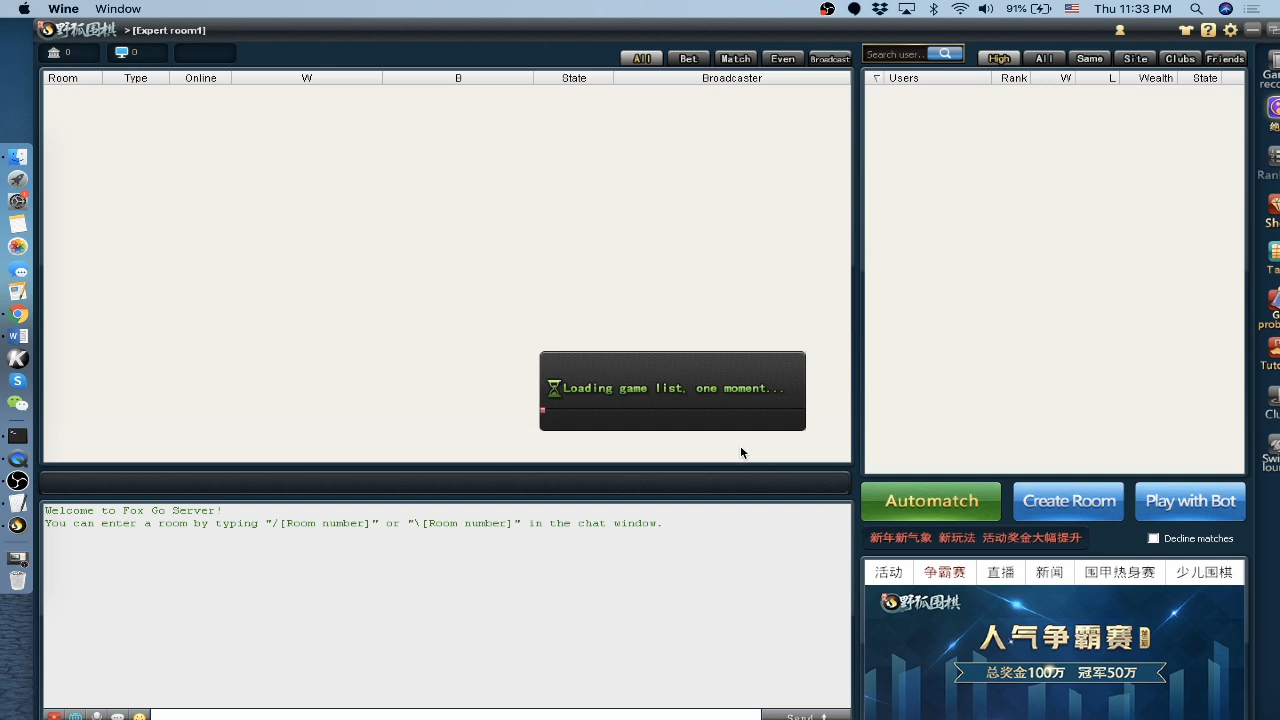 Wine Window 91% Thu 11:33 PM
野狐围棋 > [Expert room1]
0 0
All Bet Match Even Broadcast
Search user.. High All Game Site Clubs Friends
Room Type Online W B State Broadcaster
Users Rank W L Wealth State
Loading game list, one moment...
Automatch Create Room Play with Bot
Welcome to Fox Go Server!
You can enter a room by typing "/[Room number]" or "\[Room number]" in the chat window.
新年新气象 新玩法 活动奖金大幅提升
Decline matches
活动 争霸赛 直播 新闻 围甲热身赛 少儿围棋
野狐围棋
人气争霸赛
总奖金100万 冠军50万
Send